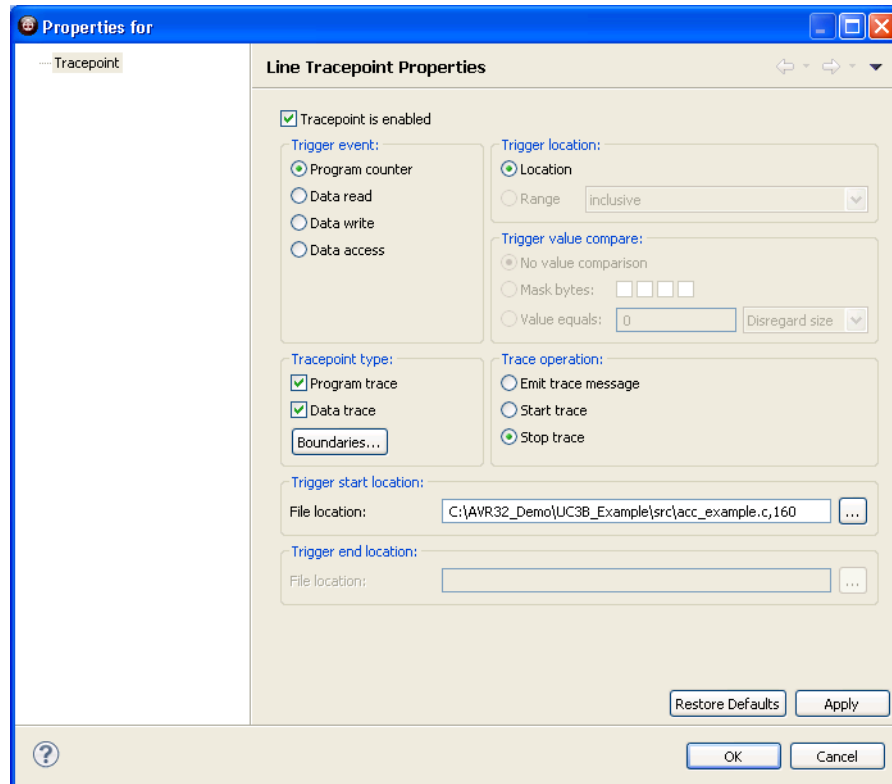 Properties for
Tracepoint
Line Tracepoint Properties
Tracepoint is enabled
Trigger event:
Program counter
Data read
Data write
Data access
Trigger location:
Location
Range inclusive
Trigger value compare:
No value comparison
Mask bytes:
Value equals: 0 Disregard size
Tracepoint type:
Program trace
Data trace
Boundaries...
Trace operation:
Emit trace message
Start trace
Stop trace
Trigger start location:
File location: C:\AVR32_Demo\UC3B_Example\src\acc_example.c,160 ...
Trigger end location:
File location: ...
Restore Defaults Apply
? OK Cancel